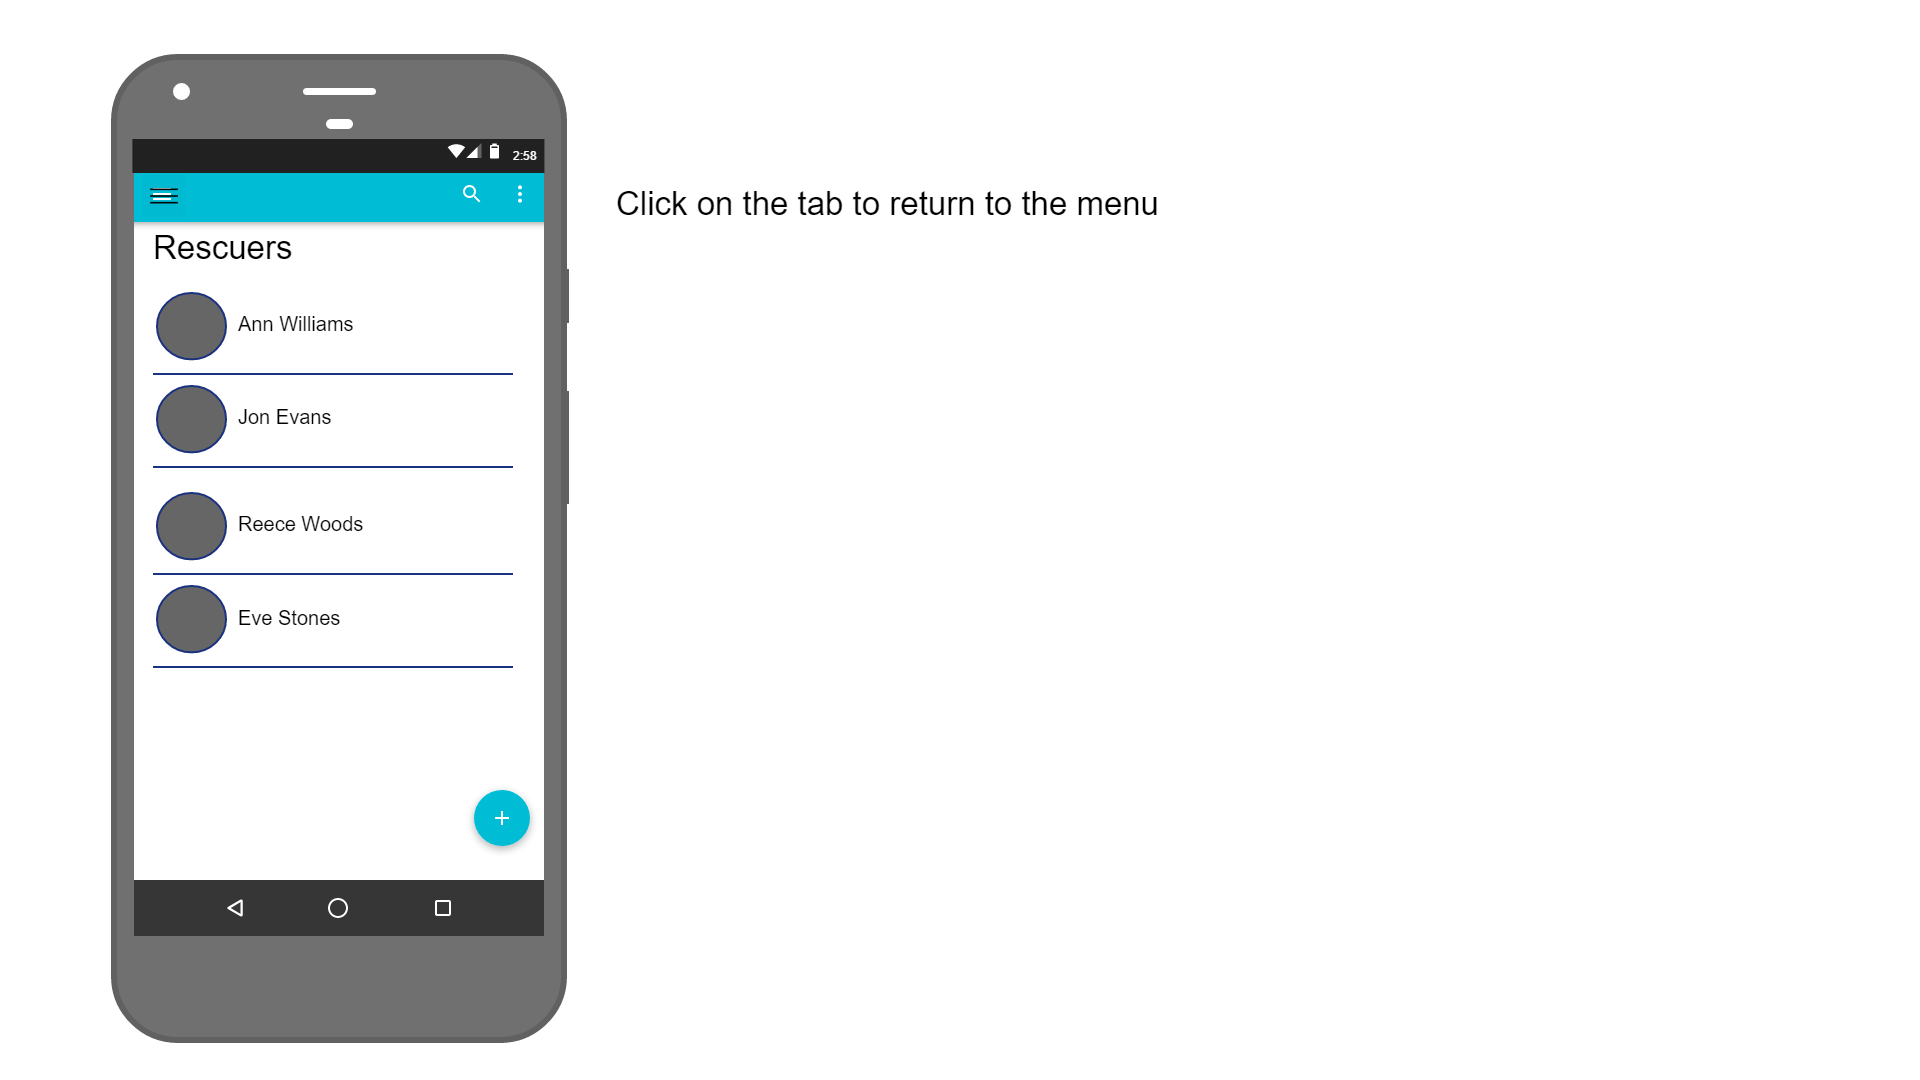 2:58
Click on the tab to return to the menu
Rescuers
Ann Williams
Jon Evans
Reece Woods
Eve Stones